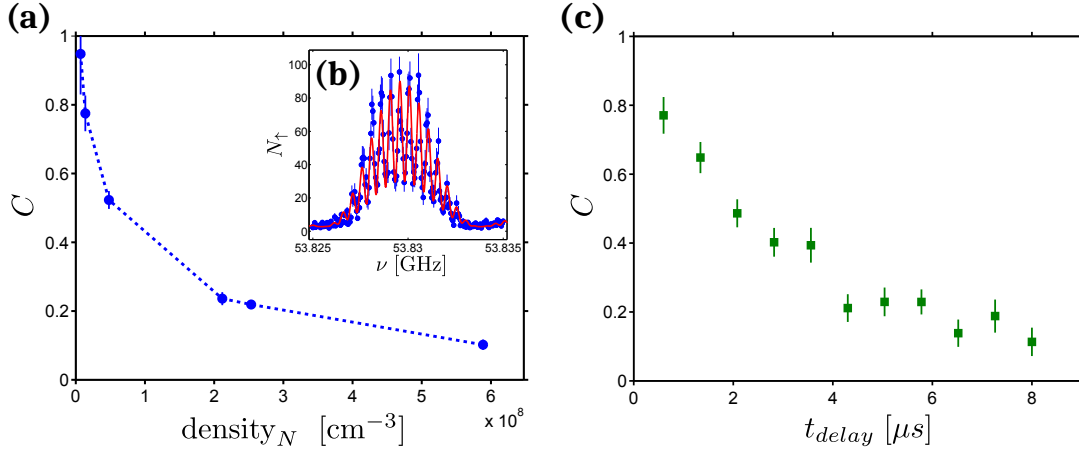 (a)
C
1
0.8
0.6
0.4
0.2
0
0 1 2 3 4 5 6
x 10⁸
density_N [cm⁻³]
(b)
N↑
100
80
60
40
20
0
53.825 53.83 53.835
ν [GHz]
(c)
C
1
0.8
0.6
0.4
0.2
0
0 2 4 6 8
t_delay [μs]